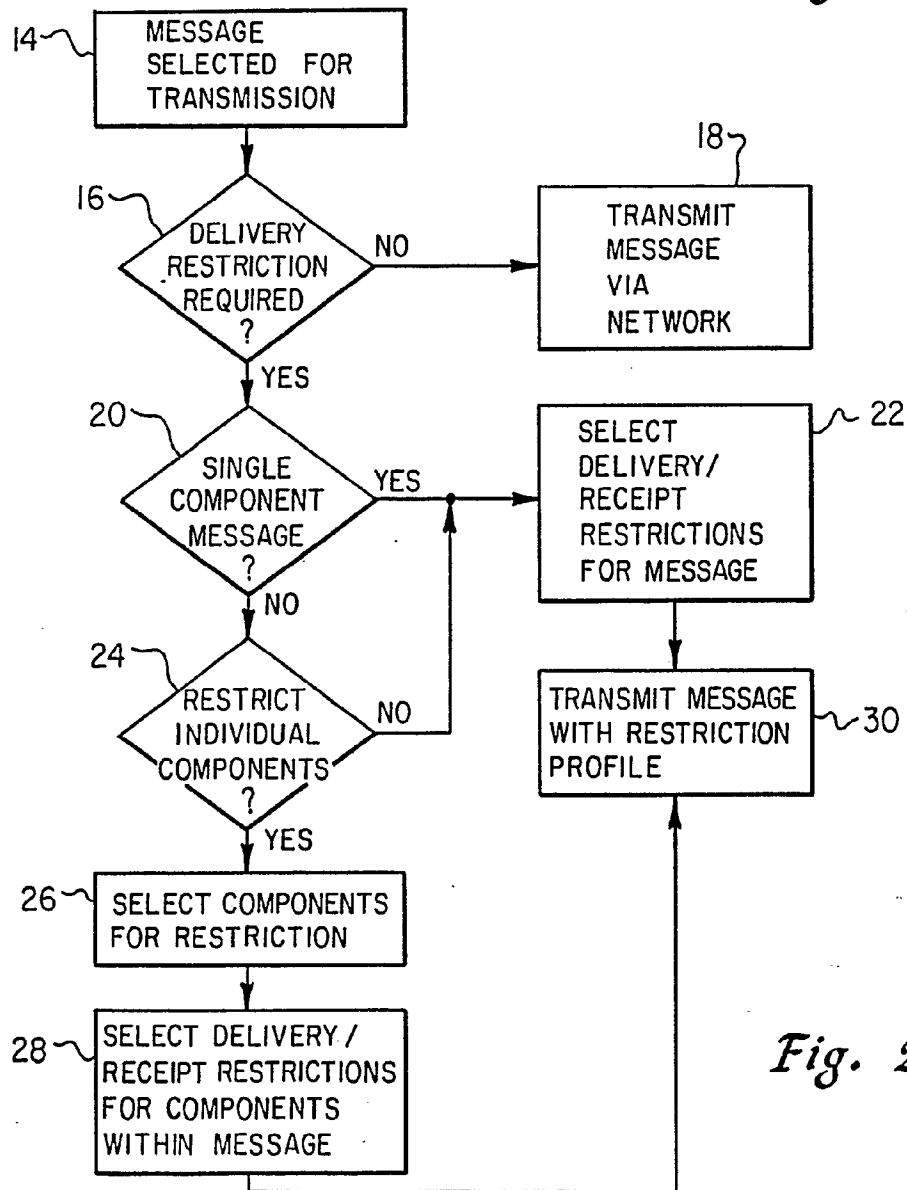 14
MESSAGE
SELECTED FOR
TRANSMISSION
16
DELIVERY
RESTRICTION
REQUIRED
?
NO
YES
18
TRANSMIT
MESSAGE
VIA
NETWORK
20
SINGLE
COMPONENT
MESSAGE
?
YES
NO
22
SELECT
DELIVERY/
RECEIPT
RESTRICTIONS
FOR MESSAGE
24
RESTRICT
INDIVIDUAL
COMPONENTS
?
NO
YES
TRANSMIT MESSAGE
WITH RESTRICTION
PROFILE
30
26
SELECT COMPONENTS
FOR RESTRICTION
28
SELECT DELIVERY/
RECEIPT RESTRICTIONS
FOR COMPONENTS
WITHIN MESSAGE
Fig. 2